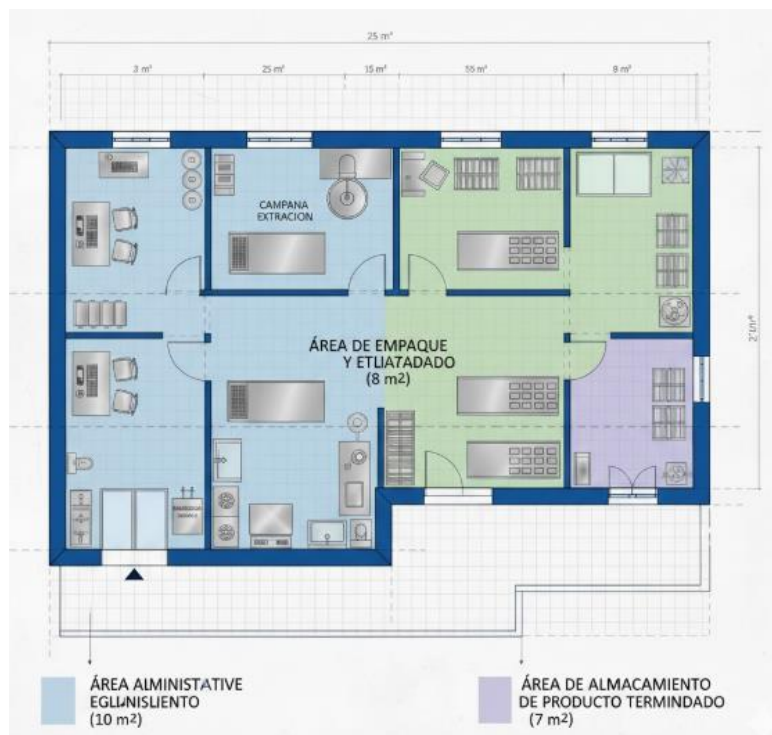 25 m²
3 m² 25 m² 15 m² 55 m² 8 m²
CAMPANA
EXTRACION
ÁREA DE EMPAQUE
Y ETLIATADADO
(8 m2)
ÁREA ALMINISTATIVE
EGLUNISLIENTO
(10 m2)
ÁREA DE ALMACAMIENTO
DE PRODUCTO TERMINDADO
(7 m2)